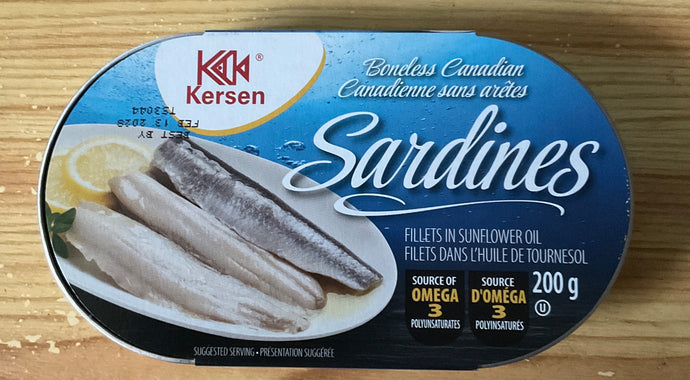 Kersen®
BEST BY
FEB 13 2028
TS3044
Boneless Canadian
Canadienne sans arêtes
Sardines
FILLETS IN SUNFLOWER OIL
FILETS DANS L'HUILE DE TOURNESOL
SOURCE OF
OMEGA
3
POLYUNSATURATES
SOURCE
D'OMÉGA
3
POLYINSATURÉS
200 g
U
SUGGESTED SERVING • PRÉSENTATION SUGGÉRÉE